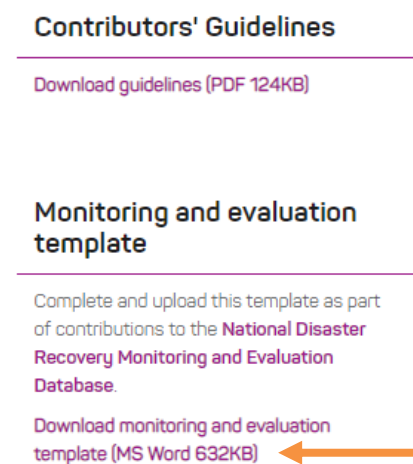 Contributors' Guidelines
Download guidelines (PDF 124KB)
Monitoring and evaluation
template
Complete and upload this template as part
of contributions to the National Disaster
Recovery Monitoring and Evaluation
Database.
Download monitoring and evaluation
template (MS Word 632KB)